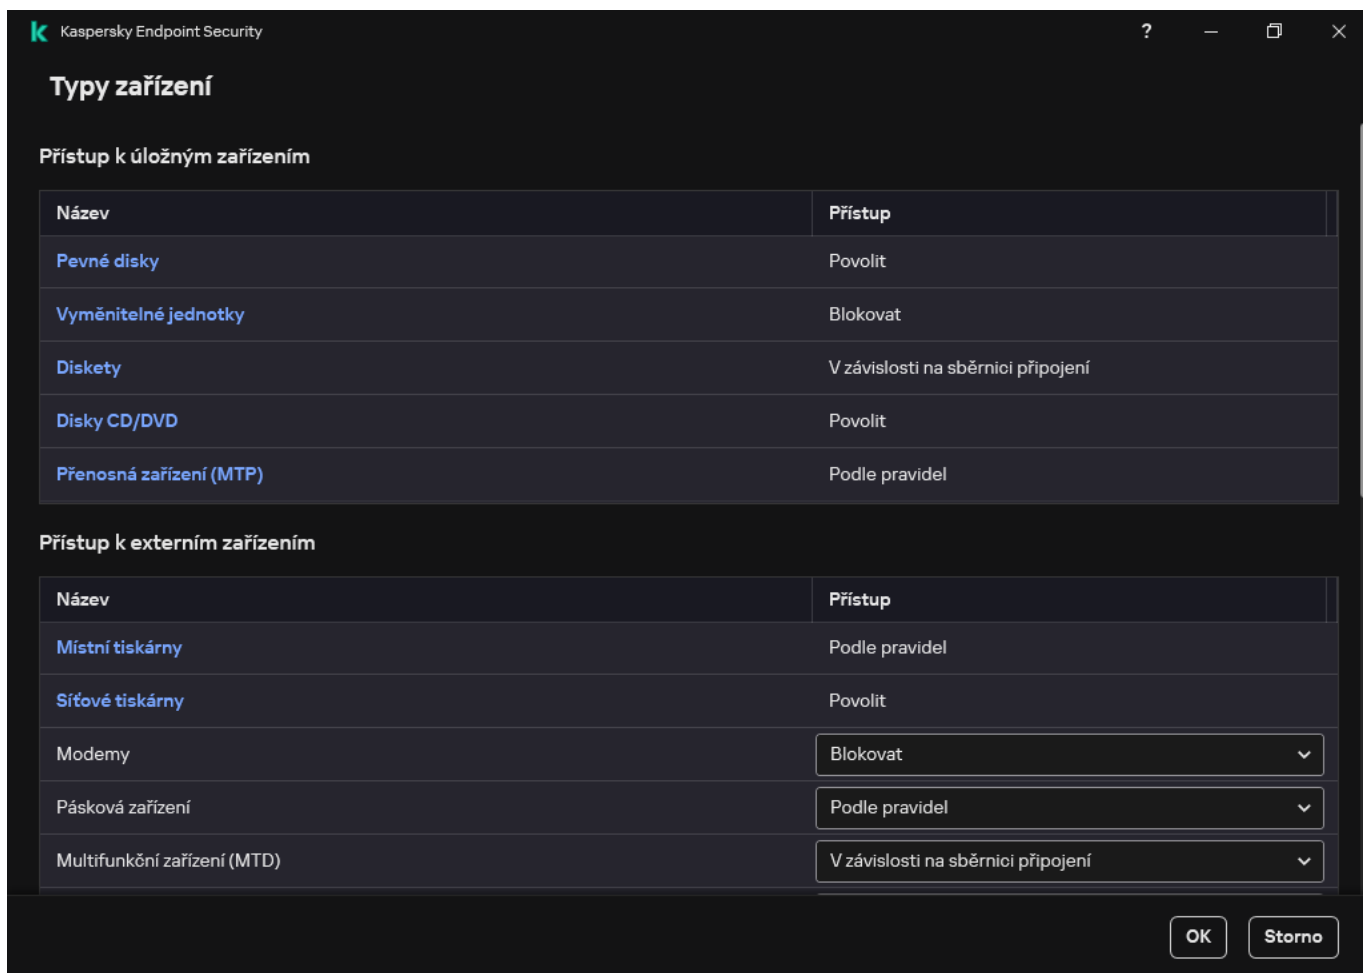 Kaspersky Endpoint Security ?
Typy zařízení
Přístup k úložným zařízením
Název Přístup
Pevné disky Povolit
Vyměnitelné jednotky Blokovat
Diskety V závislosti na sběrnici připojení
Disky CD/DVD Povolit
Přenosná zařízení (MTP) Podle pravidel
Přístup k externím zařízením
Název Přístup
Místní tiskárny Podle pravidel
Síťové tiskárny Povolit
Modemy Blokovat
Pásková zařízení Podle pravidel
Multifunkční zařízení (MTD) V závislosti na sběrnici připojení
OK Storno